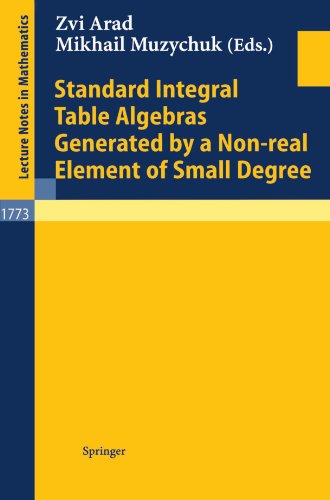 Zvi Arad
Mikhail Muzychuk (Eds.)
Lecture Notes in Mathematics
1773
Standard Integral
Table Algebras
Generated by a Non-real
Element of Small Degree
Springer